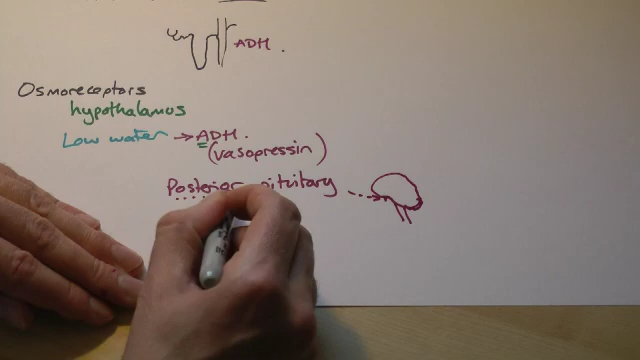 ADH.
Osmoreceptors
hypothalamus
Low water → ADH.
(vasopressin)
Posterior pituitary